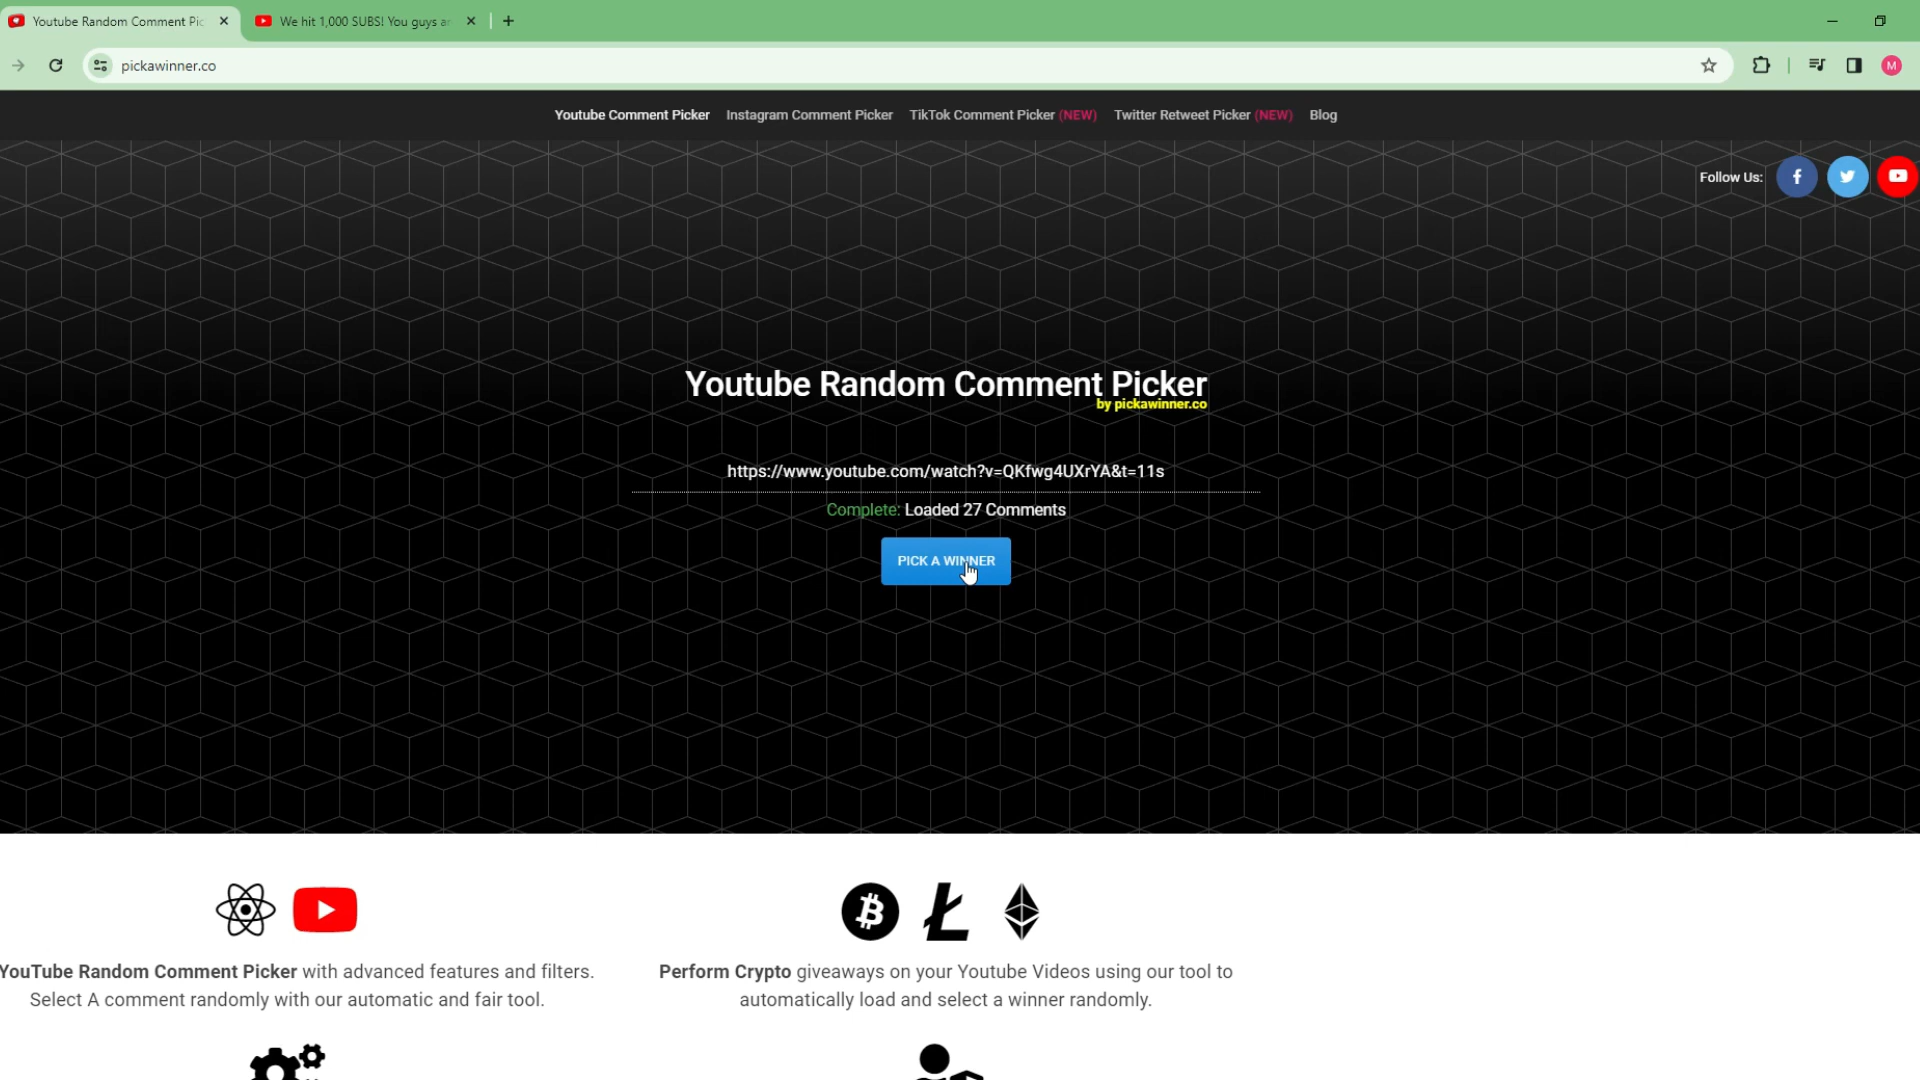 Youtube Random Comment Pic
We hit 1,000 SUBS! You guys ar
pickawinner.co
M
Youtube Comment Picker Instagram Comment Picker TikTok Comment Picker (NEW) Twitter Retweet Picker (NEW) Blog
Follow Us:
Youtube Random Comment Picker
by pickawinner.co
https://www.youtube.com/watch?v=QKfwg4UXrYA&t=11s
Complete: Loaded 27 Comments
PICK A WINNER
YouTube Random Comment Picker with advanced features and filters.
Select A comment randomly with our automatic and fair tool.
Perform Crypto giveaways on your Youtube Videos using our tool to
automatically load and select a winner randomly.